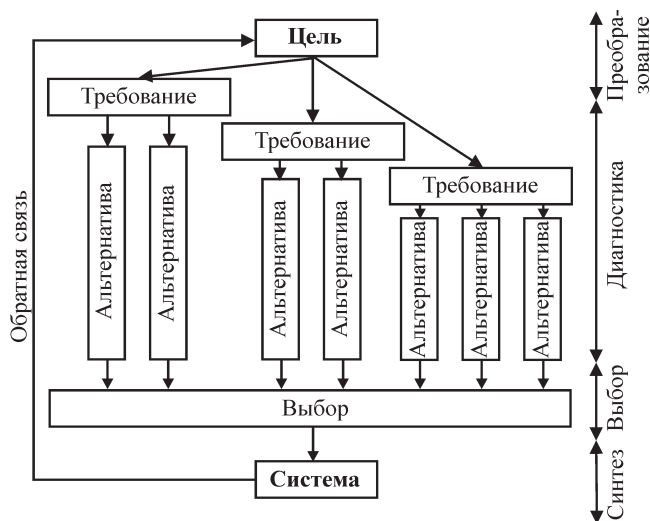 Цель
Требование
Требование
Требование
Альтернатива
Альтернатива
Альтернатива
Альтернатива
Альтернатива
Альтернатива
Альтернатива
Выбор
Система
Обратная связь
Преобра-
зование
Диагностика
Выбор
Синтез